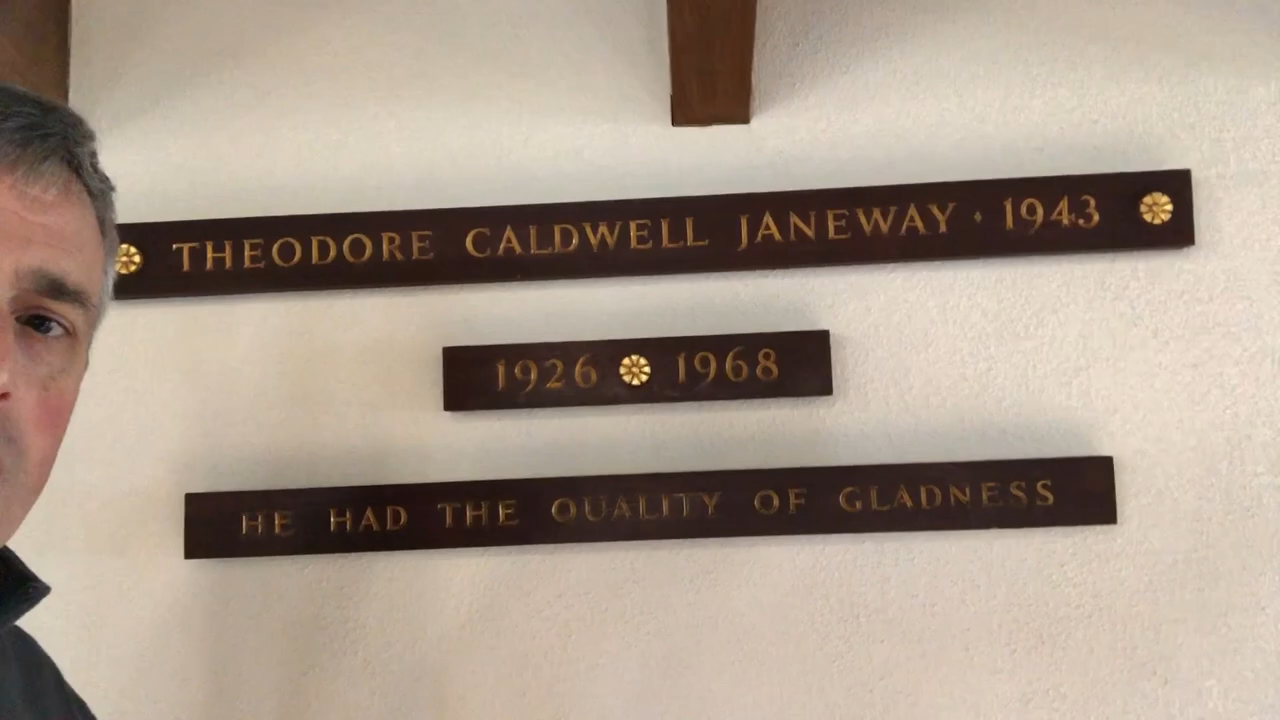 THEODORE CALDWELL JANEWAY · 1943
1926 1968
HE HAD THE QUALITY OF GLADNESS